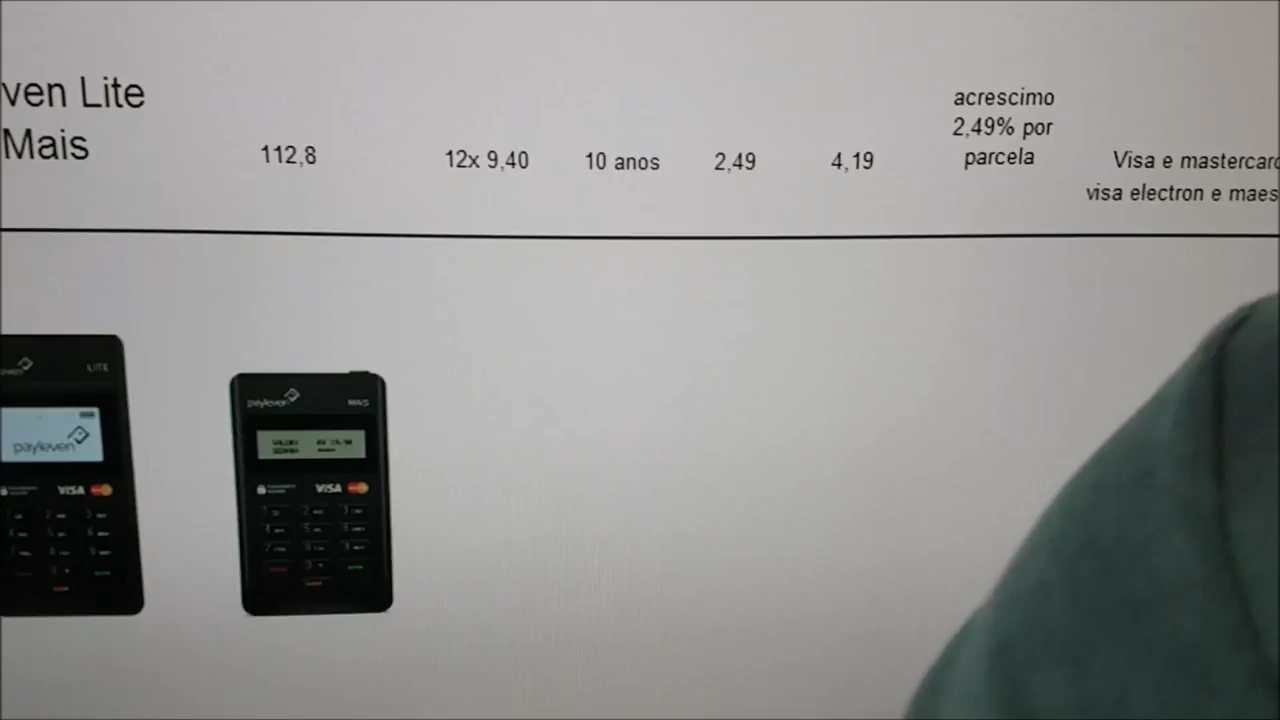 ven Lite
Mais
112,8
12x 9,40
10 anos
2,49
4,19
acrescimo
2,49% por
parcela
Visa e mastercard
visa electron e maes
LITE
payleven
VISA
payleven
MAIS
VISA